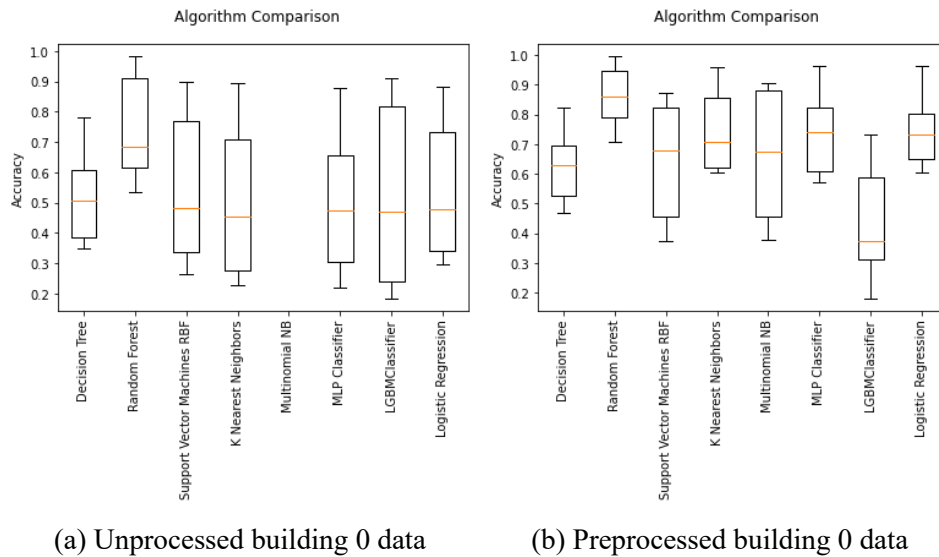 Algorithm Comparison
1.0
0.9
0.8
0.7
0.6
0.5
0.4
0.3
0.2
Accuracy
Decision Tree
Random Forest
Support Vector Machines RBF
K Nearest Neighbors
Multinomial NB
MLP Classifier
LGBMClassifier
Logistic Regression
(a) Unprocessed building 0 data
Algorithm Comparison
1.0
0.9
0.8
0.7
0.6
0.5
0.4
0.3
0.2
Accuracy
Decision Tree
Random Forest
Support Vector Machines RBF
K Nearest Neighbors
Multinomial NB
MLP Classifier
LGBMClassifier
Logistic Regression
(b) Preprocessed building 0 data